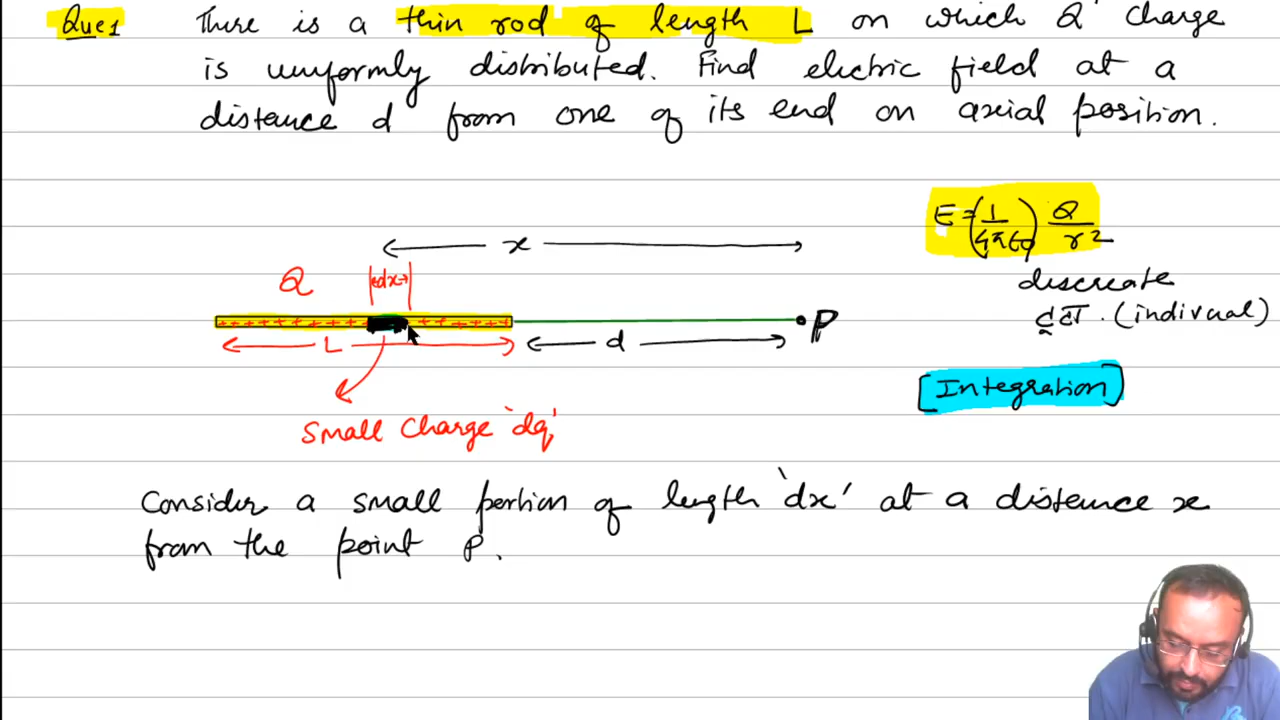 Que1 There is a thin rod of length L on which Q' charge
is uniformly distributed. Find electric field at a
distance d from one of its end on axial position.
E = (1/4πε0) Q/r2
discreate
(indivual)
x
Q
dx
+ + + + + + + + + + + + + + + +
L
d
P
[Integration]
small charge 'dq'
Consider a small portion of length 'dx' at a distence x
from the point P.